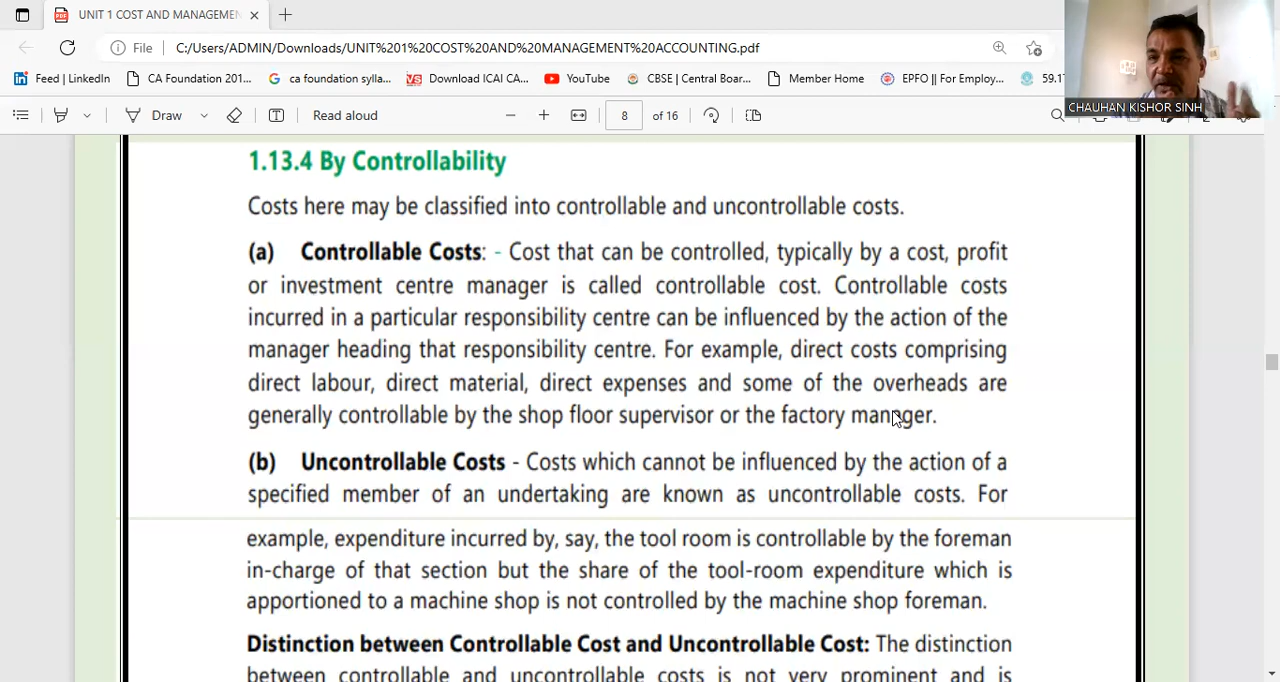 UNIT 1 COST AND MANAGEMEN
File C:/Users/ADMIN/Downloads/UNIT%201%20COST%20AND%20MANAGEMENT%20ACCOUNTING.pdf
Feed | LinkedIn CA Foundation 201... ca foundation sylla... Download ICAI CA... YouTube CBSE | Central Boar... Member Home EPFO || For Employ... 59.1
CHAUHAN KISHOR SINH
Draw Read aloud 8 of 16
1.13.4 By Controllability
Costs here may be classified into controllable and uncontrollable costs.
(a) Controllable Costs: - Cost that can be controlled, typically by a cost, profit
or investment centre manager is called controllable cost. Controllable costs
incurred in a particular responsibility centre can be influenced by the action of the
manager heading that responsibility centre. For example, direct costs comprising
direct labour, direct material, direct expenses and some of the overheads are
generally controllable by the shop floor supervisor or the factory manager.
(b) Uncontrollable Costs - Costs which cannot be influenced by the action of a
specified member of an undertaking are known as uncontrollable costs. For
example, expenditure incurred by, say, the tool room is controllable by the foreman
in-charge of that section but the share of the tool-room expenditure which is
apportioned to a machine shop is not controlled by the machine shop foreman.
Distinction between Controllable Cost and Uncontrollable Cost: The distinction
between controllable and uncontrollable costs is not very prominent and is